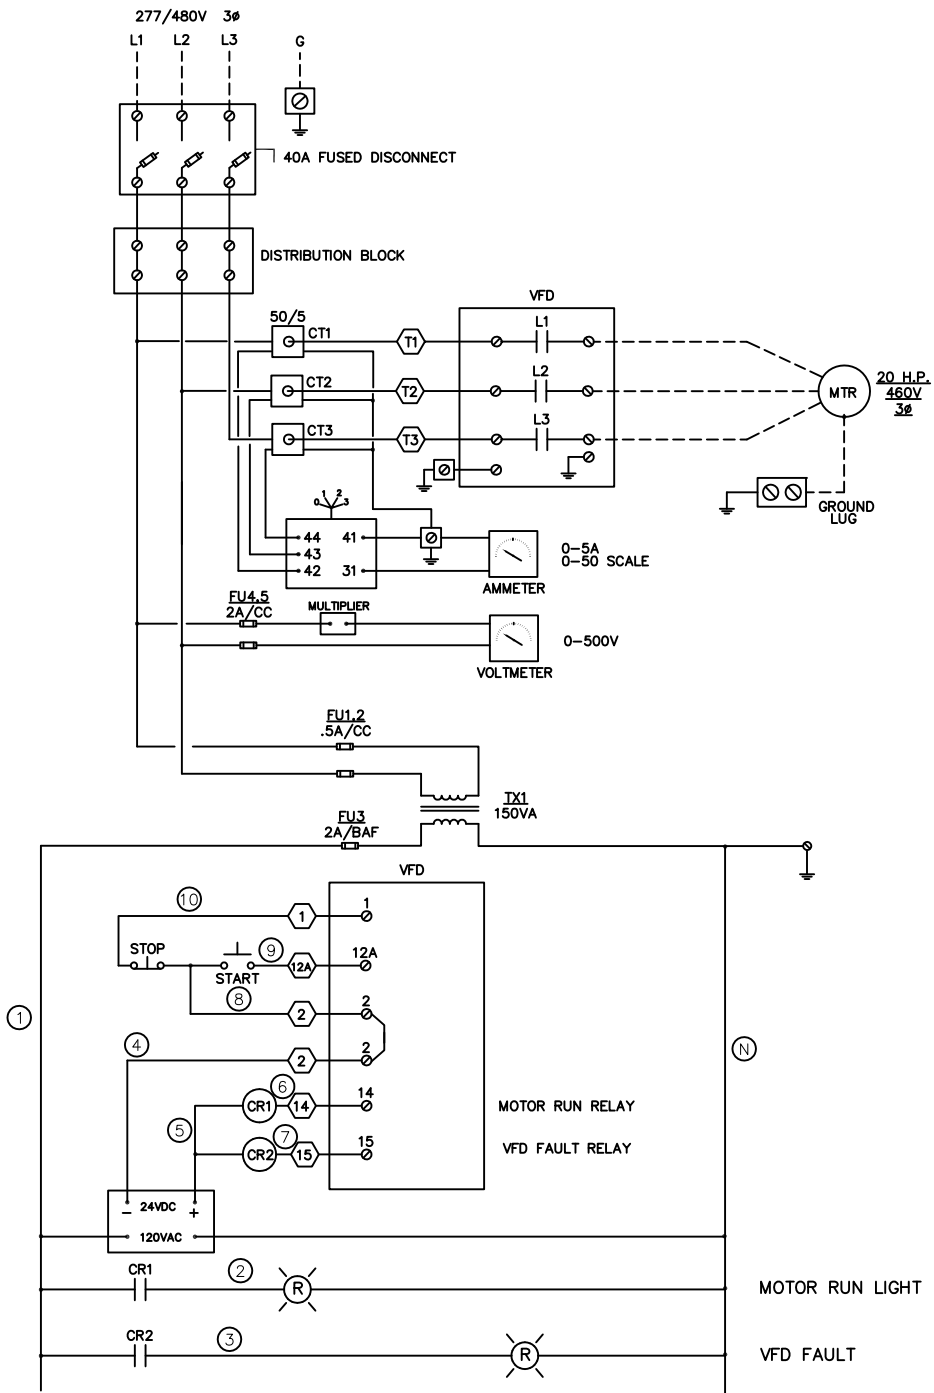 277/480V 3ø
L1 L2 L3 G
40A FUSED DISCONNECT
DISTRIBUTION BLOCK
VFD
50/5
CT1 T1 L1
CT2 T2 L2
MTR
20 H.P.
460V
3ø
CT3 T3 L3
GROUND
LUG
0 1 2 3
44 41
43
42 31
0-5A
0-50 SCALE
AMMETER
FU4.5
2A/CC
MULTIPLIER
0-500V
VOLTMETER
FU1.2
.5A/CC
TX1
150VA
FU3
2A/BAF
VFD
10 1 1
STOP 9 12A 12A
START
8 2 2
1 N
4 2 2
6
CR1 14 14 MOTOR RUN RELAY
5 7
CR2 15 15 VFD FAULT RELAY
- 24VDC +
120VAC
CR1 2 R MOTOR RUN LIGHT
CR2 3 R VFD FAULT